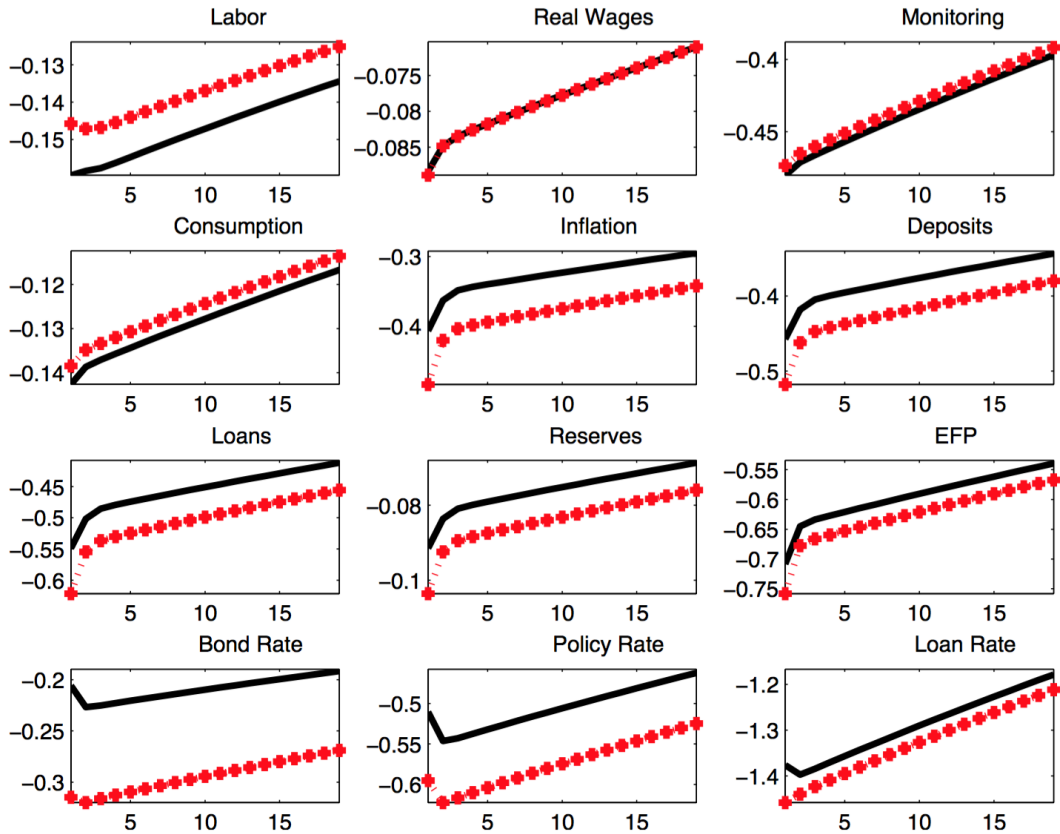 Labor
Real Wages
Monitoring
−0.13
−0.14
−0.15
5 10 15
−0.075
−0.08
−0.085
5 10 15
−0.4
−0.45
5 10 15
Consumption
Inflation
Deposits
−0.12
−0.13
−0.14
5 10 15
−0.3
−0.4
5 10 15
−0.4
−0.5
5 10 15
Loans
Reserves
EFP
−0.45
−0.5
−0.55
−0.6
5 10 15
−0.08
−0.1
5 10 15
−0.55
−0.6
−0.65
−0.7
−0.75
5 10 15
Bond Rate
Policy Rate
Loan Rate
−0.2
−0.25
−0.3
5 10 15
−0.5
−0.55
−0.6
5 10 15
−1.2
−1.3
−1.4
5 10 15